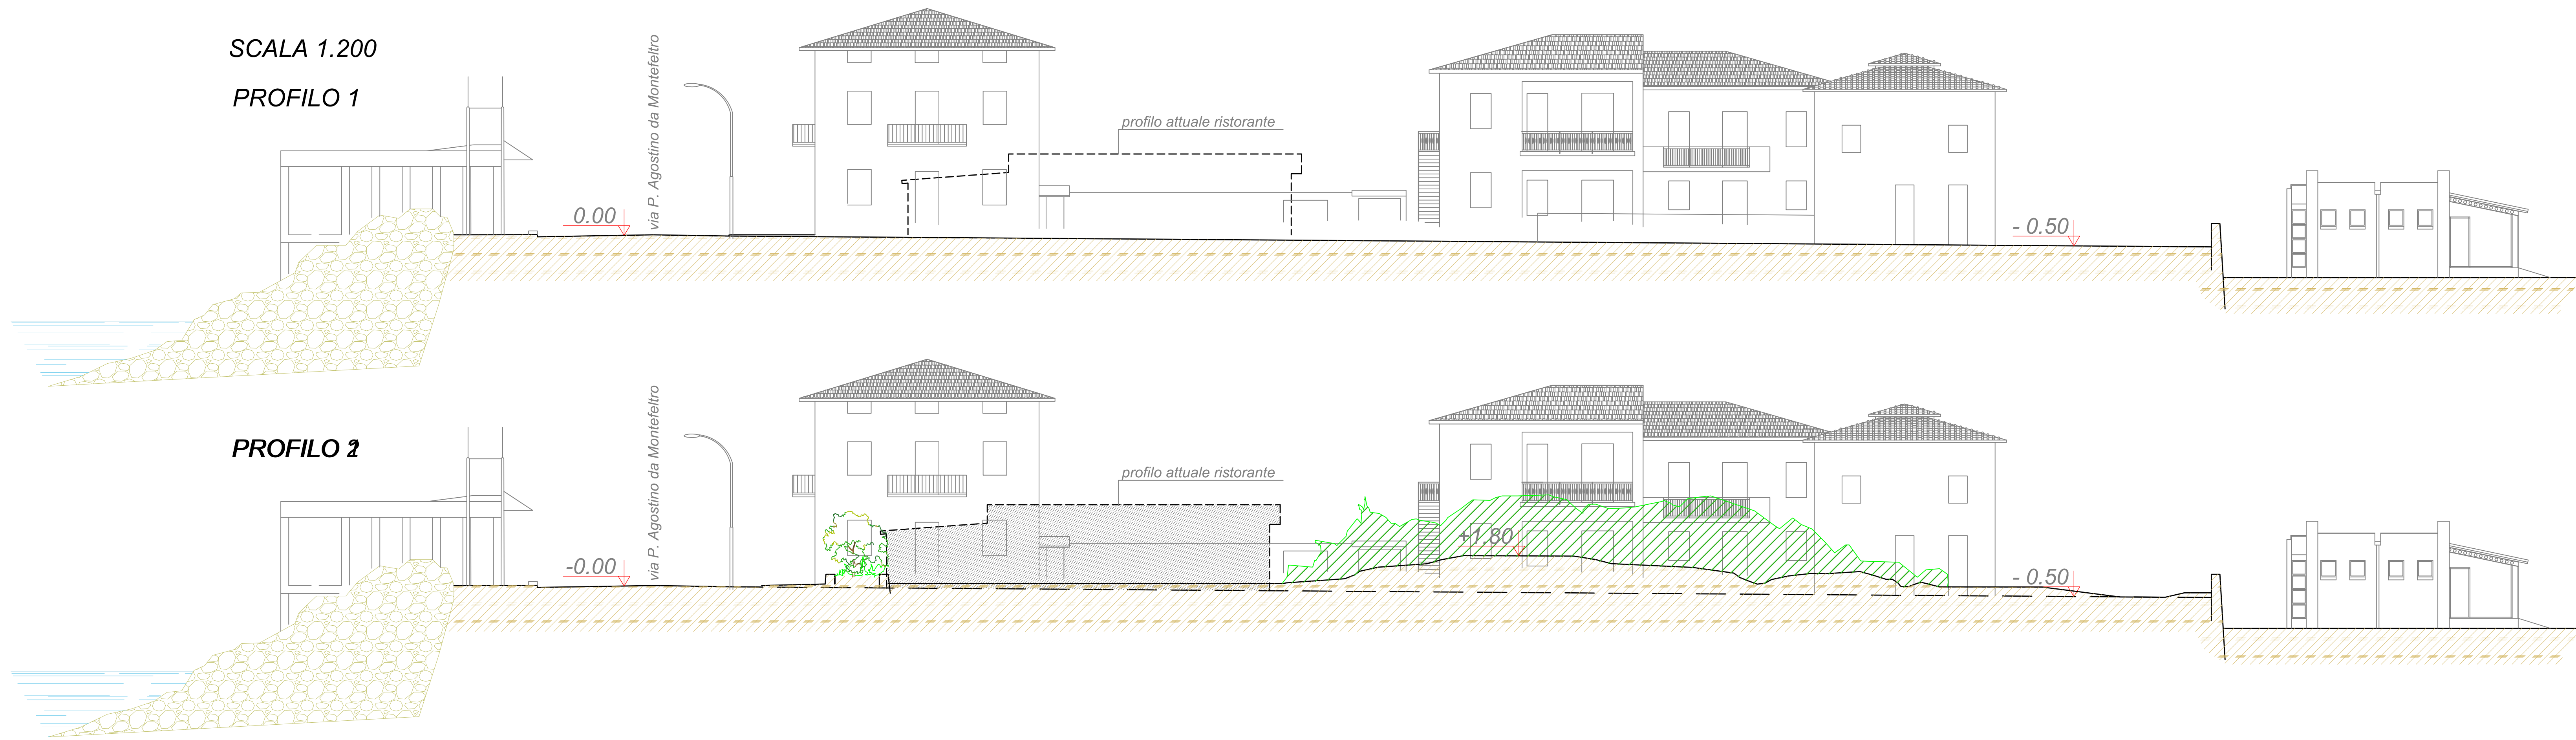 SCALA 1.200
PROFILO 1
via P. Agostino da Montefeltro
profilo attuale ristorante
0.00
- 0.50
PROFILO 2
via P. Agostino da Montefeltro
profilo attuale ristorante
-0.00
+1.80
- 0.50